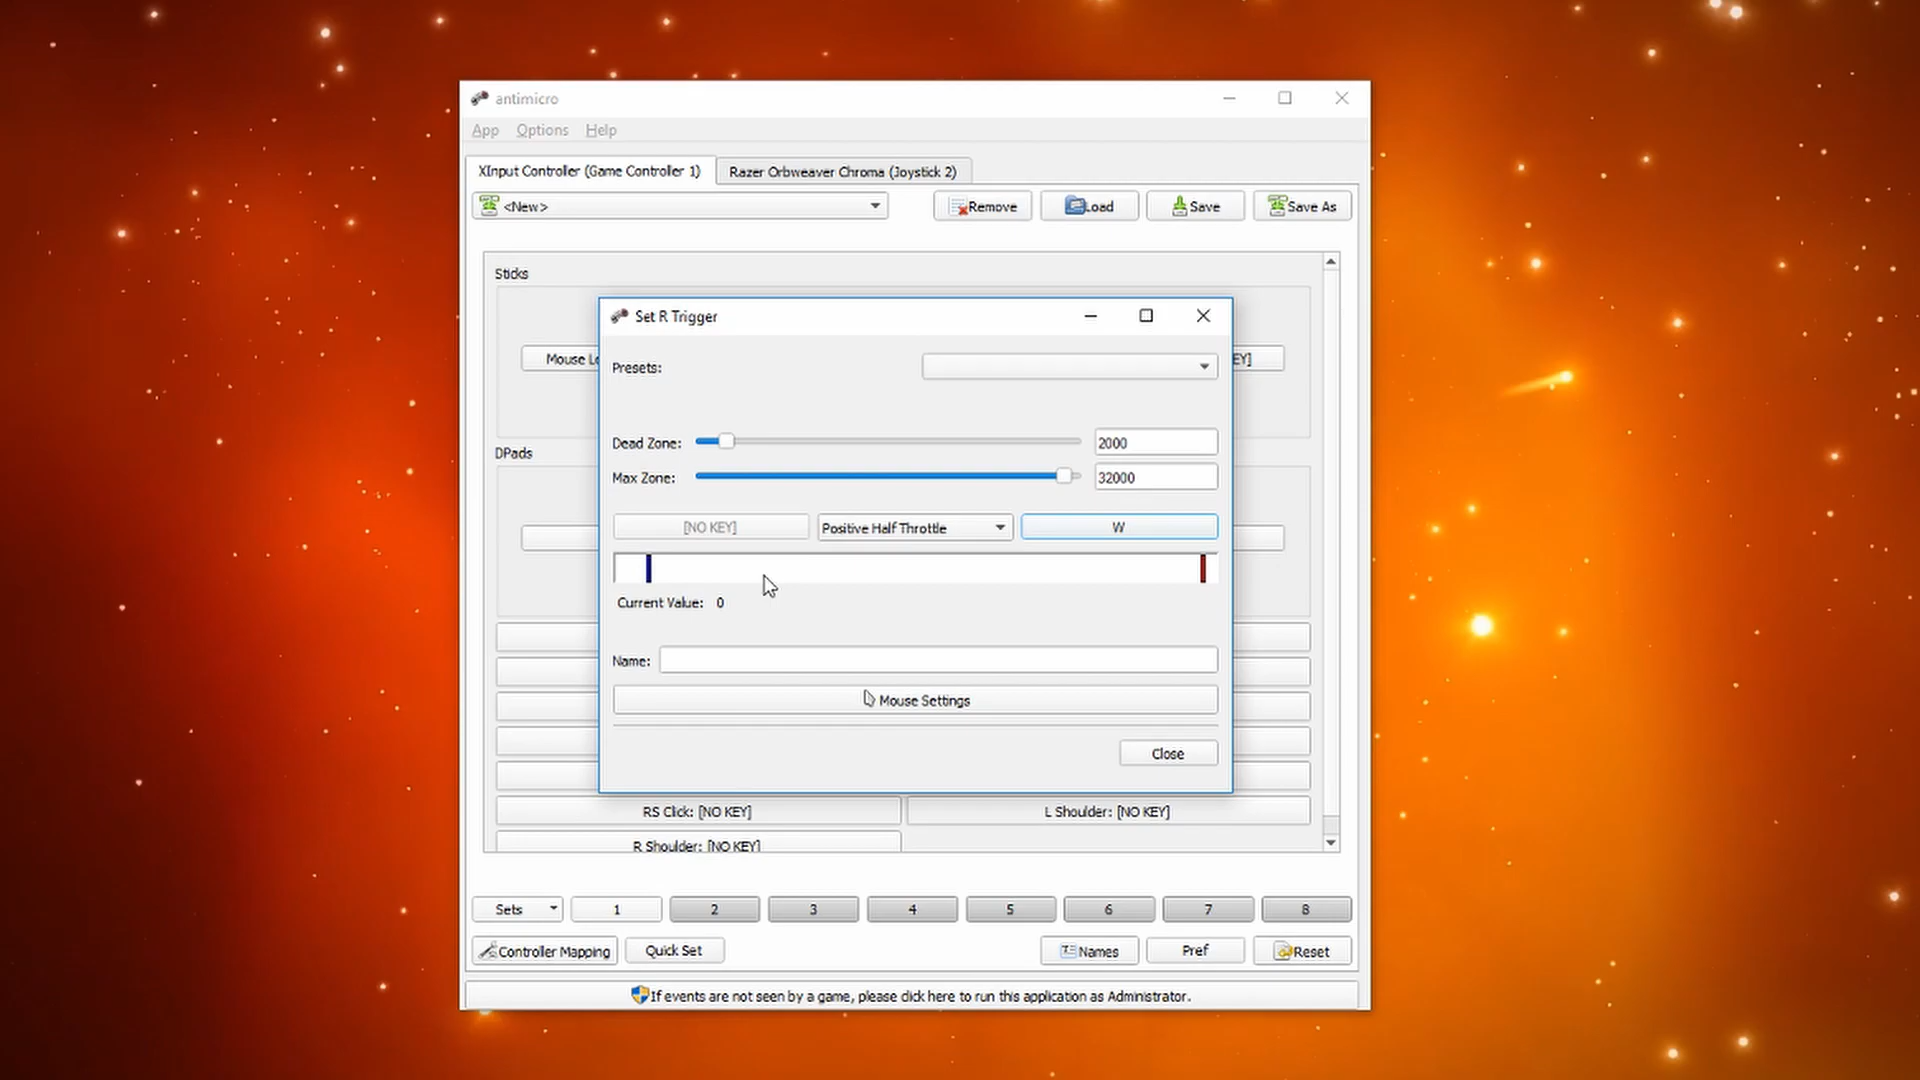 antimicro
App Options Help
XInput Controller (Game Controller 1) Razer Orbweaver Chroma (Joystick 2)
<New> Remove Load Save Save As
Sticks
Set R Trigger
Mouse L EY]
Presets:
Dead Zone: 2000
DPads
Max Zone: 32000
[NO KEY] Positive Half Throttle W
Current Value: 0
Name:
Mouse Settings
Close
RS Click: [NO KEY] L Shoulder: [NO KEY]
R Shoulder: [NO KEY]
Sets 1 2 3 4 5 6 7 8
Controller Mapping Quick Set Names Pref Reset
If events are not seen by a game, please click here to run this application as Administrator.